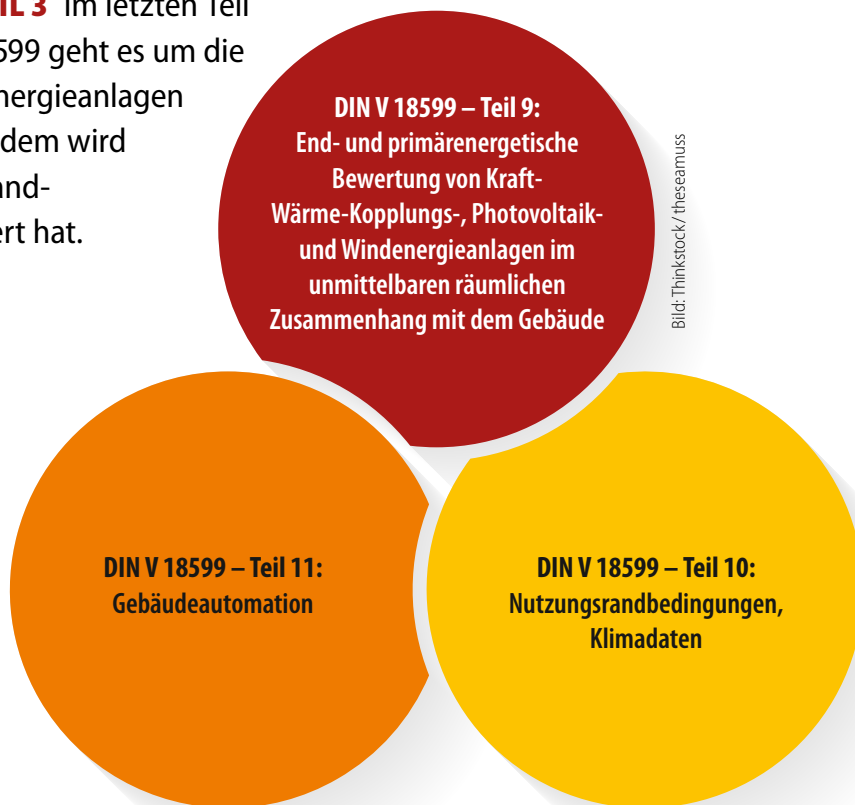 TEIL 3 Im letzten Teil
599 geht es um die
nergieanlagen
dem wird
and-
ert hat.
DIN V 18599 – Teil 9:
End- und primärenergetische
Bewertung von Kraft-
Wärme-Kopplungs-, Photovoltaik-
und Windenergieanlagen im
unmittelbaren räumlichen
Zusammenhang mit dem Gebäude
Bild: Thinkstock / theseamuss
DIN V 18599 – Teil 11:
Gebäudeautomation
DIN V 18599 – Teil 10:
Nutzungsrandbedingungen,
Klimadaten